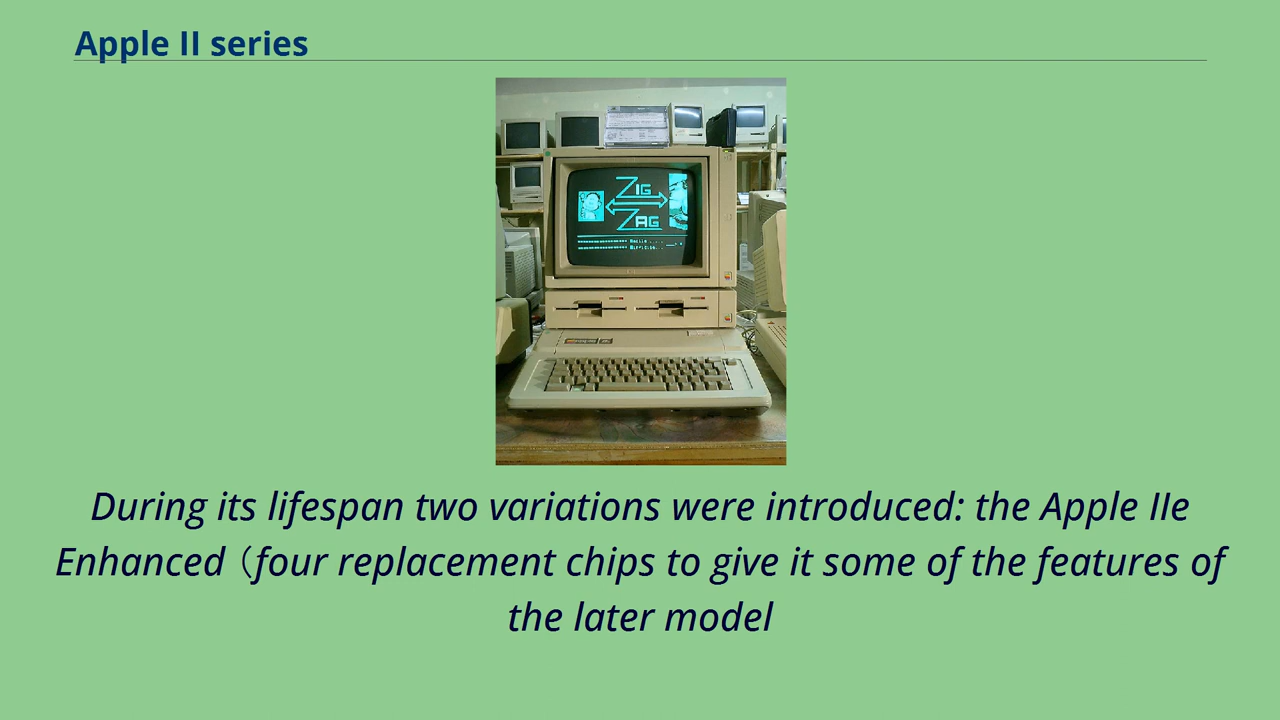 Apple II series
ZIG
ZAG
During its lifespan two variations were introduced: the Apple IIe
Enhanced（four replacement chips to give it some of the features of
the later model